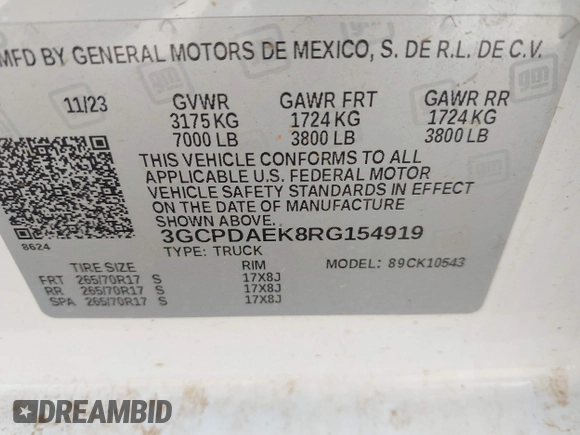 MFD BY GENERAL MOTORS DE MEXICO, S. DE R.L. DE C.V.
11/23 GVWR GAWR FRT GAWR RR
3175 KG 1724 KG 1724 KG
7000 LB 3800 LB 3800 LB
THIS VEHICLE CONFORMS TO ALL
APPLICABLE U.S. FEDERAL MOTOR
VEHICLE SAFETY STANDARDS IN EFFECT
ON THE DATE OF MANUFACTURE
8624 3GCPDAEK8RG154919
TYPE: TRUCK MODEL: 89CK10543
TIRE SIZE RIM
FRT 265/70R17 S 17X8J
RR 265/70R17 S 17X8J
SPA 265/70R17 S 17X8J
gm
DREAMBID